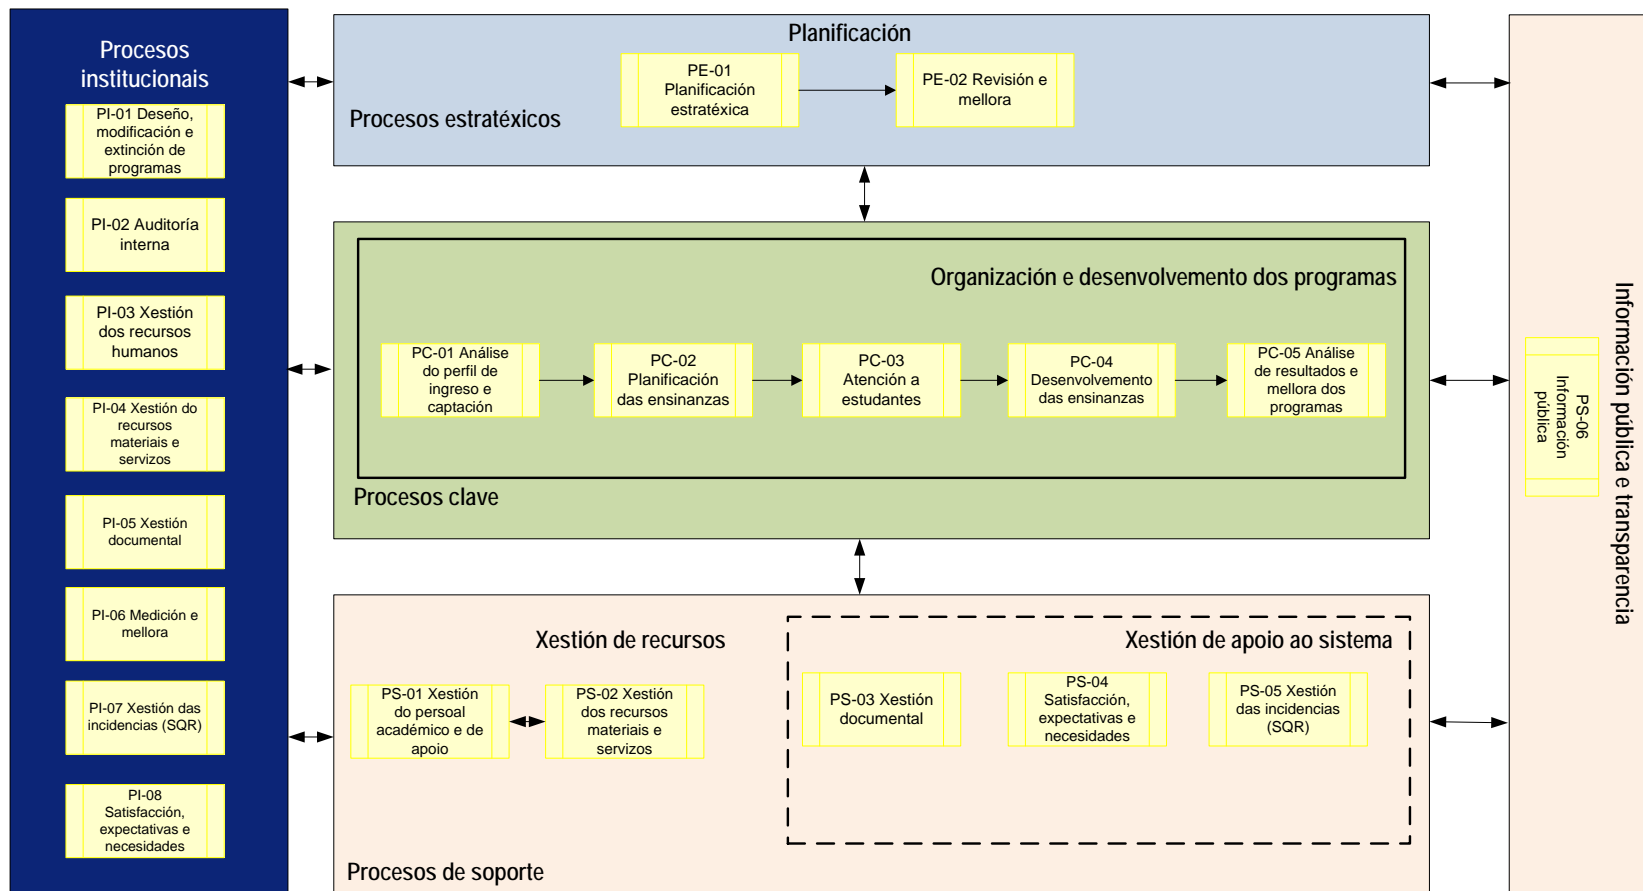 Procesos
institucionais
PI-01 Deseño,
modificación e
extinción de
programas
PI-02 Auditoría
interna
PI-03 Xestión
dos recursos
humanos
PI-04 Xestión do
recursos
materiais e
servizos
PI-05 Xestión
documental
PI-06 Medición e
mellora
PI-07 Xestión das
incidencias (SQR)
PI-08
Satisfacción,
expectativas e
necesidades
Planificación
PE-01
Planificación
estratéxica
PE-02 Revisión e
mellora
Procesos estratéxicos
Organización e desenvolvemento dos programas
PC-01 Análise
do perfil de
ingreso e
captación
PC-02
Planificación
das ensinanzas
PC-03
Atención a
estudantes
PC-04
Desenvolvemento
das ensinanzas
PC-05 Análise
de resultados e
mellora dos
programas
Procesos clave
Xestión de recursos
PS-01 Xestión
do persoal
académico e de
apoio
PS-02 Xestión
dos recursos
materiais e
servizos
Xestión de apoio ao sistema
PS-03 Xestión
documental
PS-04
Satisfacción,
expectativas e
necesidades
PS-05 Xestión
das incidencias
(SQR)
Procesos de soporte
Información pública e transparencia
PS-06
Información
pública